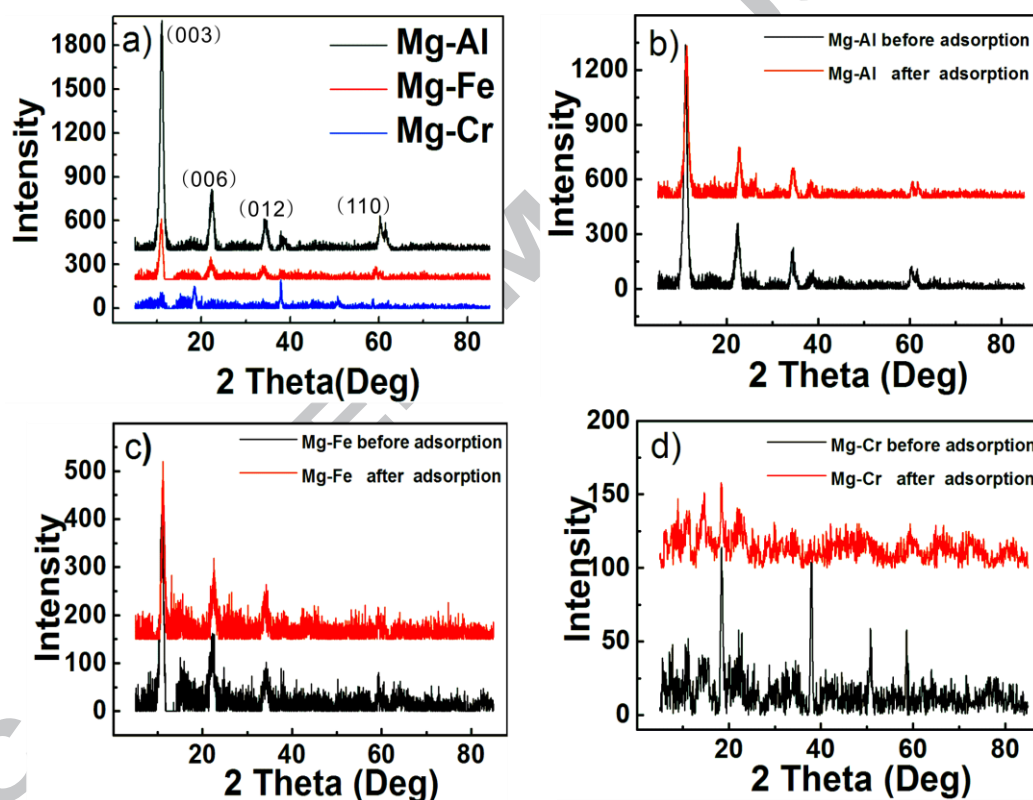 a)
(003)
Mg-Al
Mg-Fe
Mg-Cr
(006)
(012)
(110)
1800
1500
1200
900
600
300
0
Intensity
20 40 60 80
2 Theta(Deg)
b)
Mg-Al before adsorption
Mg-Al after adsorption
1200
900
600
300
0
Intensity
0 20 40 60 80
2 Theta (Deg)
c)
Mg-Fe before adsorption
Mg-Fe after adsorption
500
400
300
200
100
0
Intensity
20 40 60 80
2 Theta (Deg)
d)
Mg-Cr before adsorption
Mg-Cr after adsorption
200
150
100
50
0
Intensity
20 40 60 80
2 Theta (Deg)